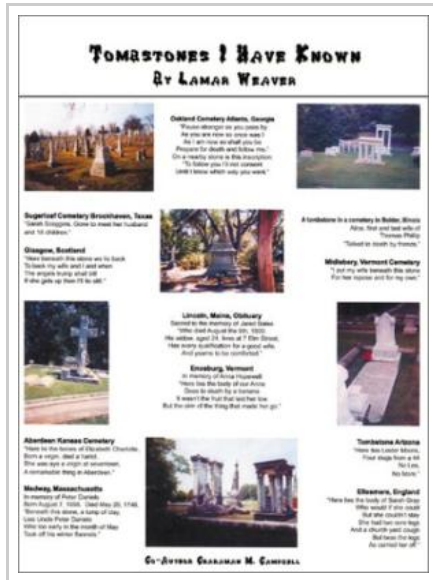 Tombstones I Have Known
By Lamar Weaver
Oakland Cemetery Atlanta, Georgia
"Pause stranger as you pass by
As you are now so once was I
As I am now so shall you be
Prepare for death and follow me."
On a nearby stone is this inscription:
"To follow you I'll not consent
Until I know which way you went."
Sugarloaf Cemetery Brookhaven, Texas
"Sarah Scoggins, Gone to meet her husband
and 16 children."
Glasgow, Scotland
"Here beneath this stone we lie back
To back my wife and I and when
The angels trump shall trill
If she gets up then I'll lie still."
A tombstone in a cemetery in Illinois
Alice, first and last wife of
Thomas Phillip
"Talked to death by friends."
Middlebury, Vermont Cemetery
"I put my wife beneath this stone
For her repose and for my own."
Lincoln, Maine, Obituary
Sacred to the memory of Jared Bates
"Who died August the 6th, 1800.
His widow, aged 24, lives at 7 Elm Street,
Has every qualification for a good wife,
And yearns to be comforted."
Enosburg, Vermont
In memory of Anna Hopewell
"Here lies the body of our Anna
Done to death by a banana
It wasn't the fruit that laid her low
But the skin of the thing that made her go."
Aberdeen Kansas Cemetery
"Here lie the bones of Elizabeth Charlotte,
Born a virgin, died a harlot.
She was aye a virgin at seventeen,
A remarkable thing in Aberdeen."
Medway, Massachusetts
In memory of Peter Daniels
Born August 7, 1688. Died May 20, 1746.
"Beneath this stone, a lump of clay,
Lies Uncle Peter Daniels
Who too early in the month of May
Took off his winter flannels."
Tombstone Arizona
"Here lies Lester Moore,
Four slugs from a 44
No Les,
No More."
England
"Here lies the body of Sarah Gray
Who would if she could
But she couldn't stay
She had two sore legs
And a church yard cough
But twas the legs
As carried her off."
Co-Author M. Campbell